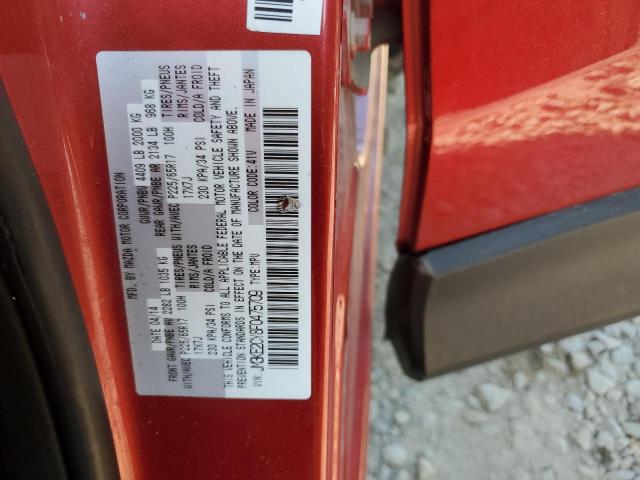 MFD. BY MAZDA MOTOR CORPORATION
DATE 04/14 GVWR/PNBV 4409 LB 2000 KG
FRONT GAWR/PNBE AV 2282 LB 1035 KG REAR GAWR/PNBE AR 2134 LB 968 KG
TIRES/PNEUS TIRES/PNEUS
WITH/AVEC P225/65R17 100H RIMS/JANTES WITH/AVEC P225/65R17 100H RIMS/JANTES
17X7J COLD/A FROID 17X7J COLD/A FROID
230 KPA/34 PSI 230 KPA/34 PSI
THIS VEHICLE CONFORMS TO ALL APPLICABLE FEDERAL MOTOR VEHICLE SAFETY AND THEFT
PREVENTION STANDARDS IN EFFECT ON THE DATE OF MANUFACTURE SHOWN ABOVE.
VIN: TYPE:MPV COLOR CODE:41V MADE IN JAPAN